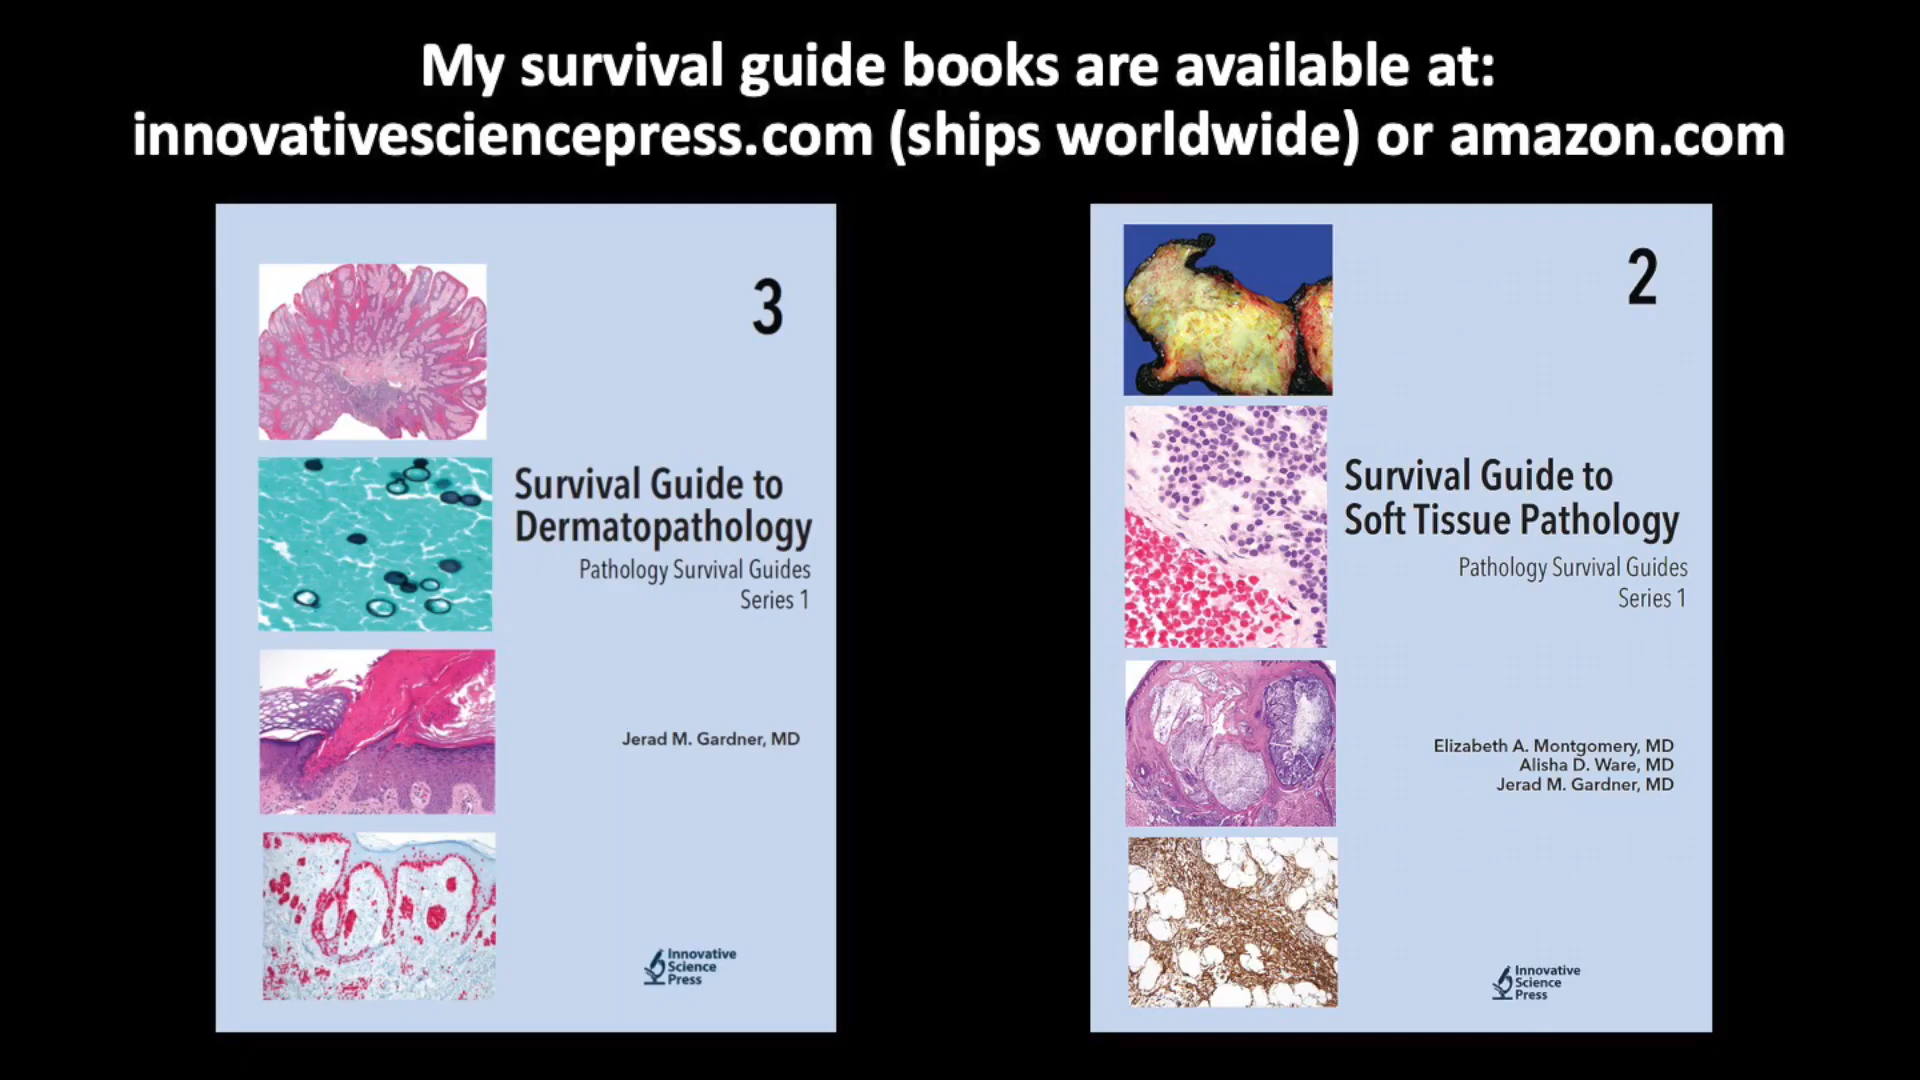 My survival guide books are available at:
innovativesciencepress.com (ships worldwide) or amazon.com
3
Survival Guide to
Dermatopathology
Pathology Survival Guides
Series 1
Jerad M. Gardner, MD
Innovative
Science
Press
2
Survival Guide to
Soft Tissue Pathology
Pathology Survival Guides
Series 1
Elizabeth A. Montgomery, MD
Alisha D. Ware, MD
Jerad M. Gardner, MD
Innovative
Science
Press